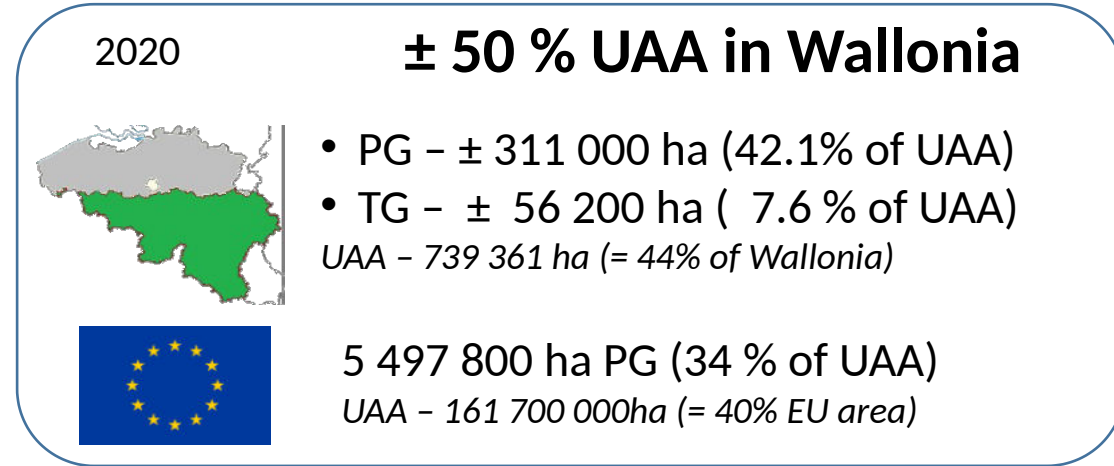 2020
± 50 % UAA in Wallonia
• PG – ± 311 000 ha (42.1% of UAA)
• TG – ± 56 200 ha ( 7.6 % of UAA)
UAA – 739 361 ha (= 44% of Wallonia)
5 497 800 ha PG (34 % of UAA)
UAA – 161 700 000ha (= 40% EU area)